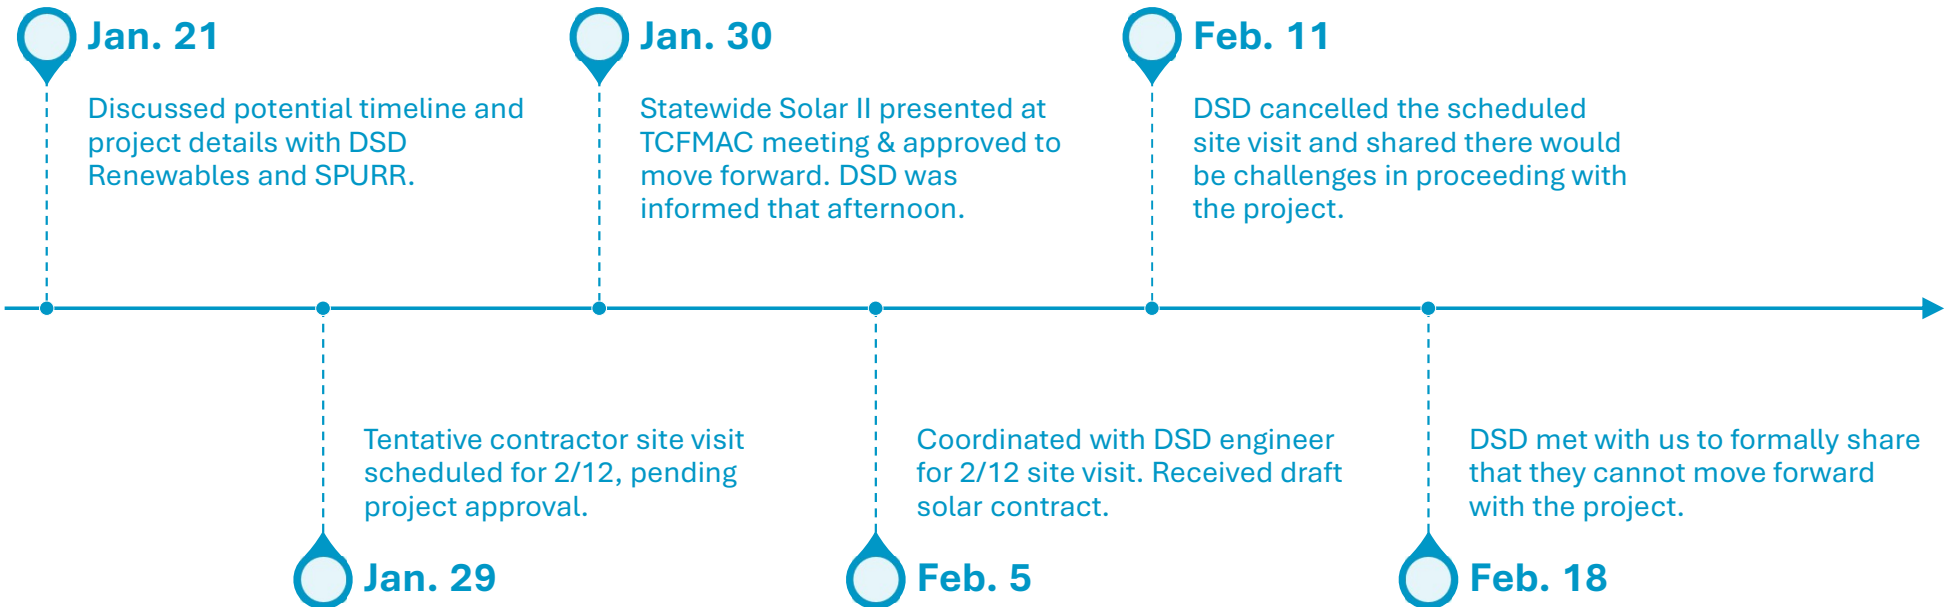 Jan. 21
Discussed potential timeline and
project details with DSD
Renewables and SPURR.
Jan. 29
Tentative contractor site visit
scheduled for 2/12, pending
project approval.
Jan. 30
Statewide Solar II presented at
TCFMAC meeting & approved to
move forward. DSD was
informed that afternoon.
Feb. 5
Coordinated with DSD engineer
for 2/12 site visit. Received draft
solar contract.
Feb. 11
DSD cancelled the scheduled
site visit and shared there would
be challenges in proceeding with
the project.
Feb. 18
DSD met with us to formally share
that they cannot move forward
with the project.